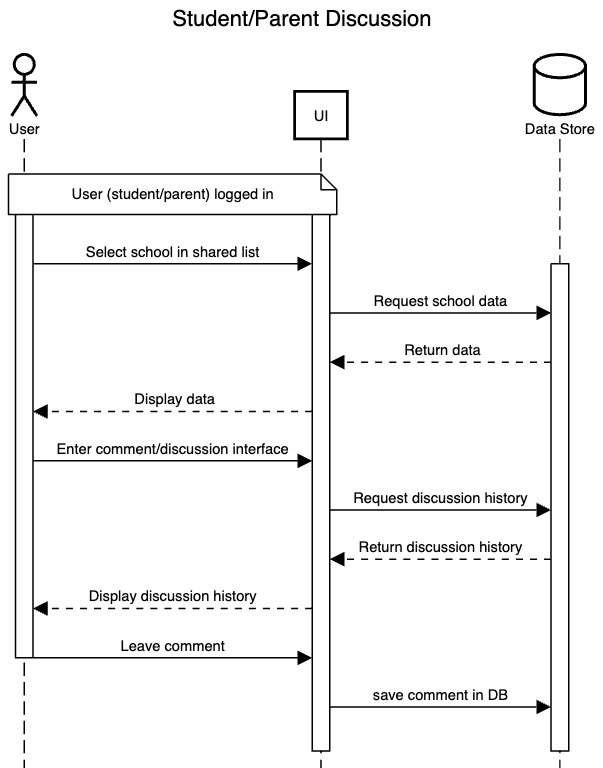 Student/Parent Discussion
User
UI
Data Store
User (student/parent) logged in
Select school in shared list
Request school data
Return data
Display data
Enter comment/discussion interface
Request discussion history
Return discussion history
Display discussion history
Leave comment
save comment in DB